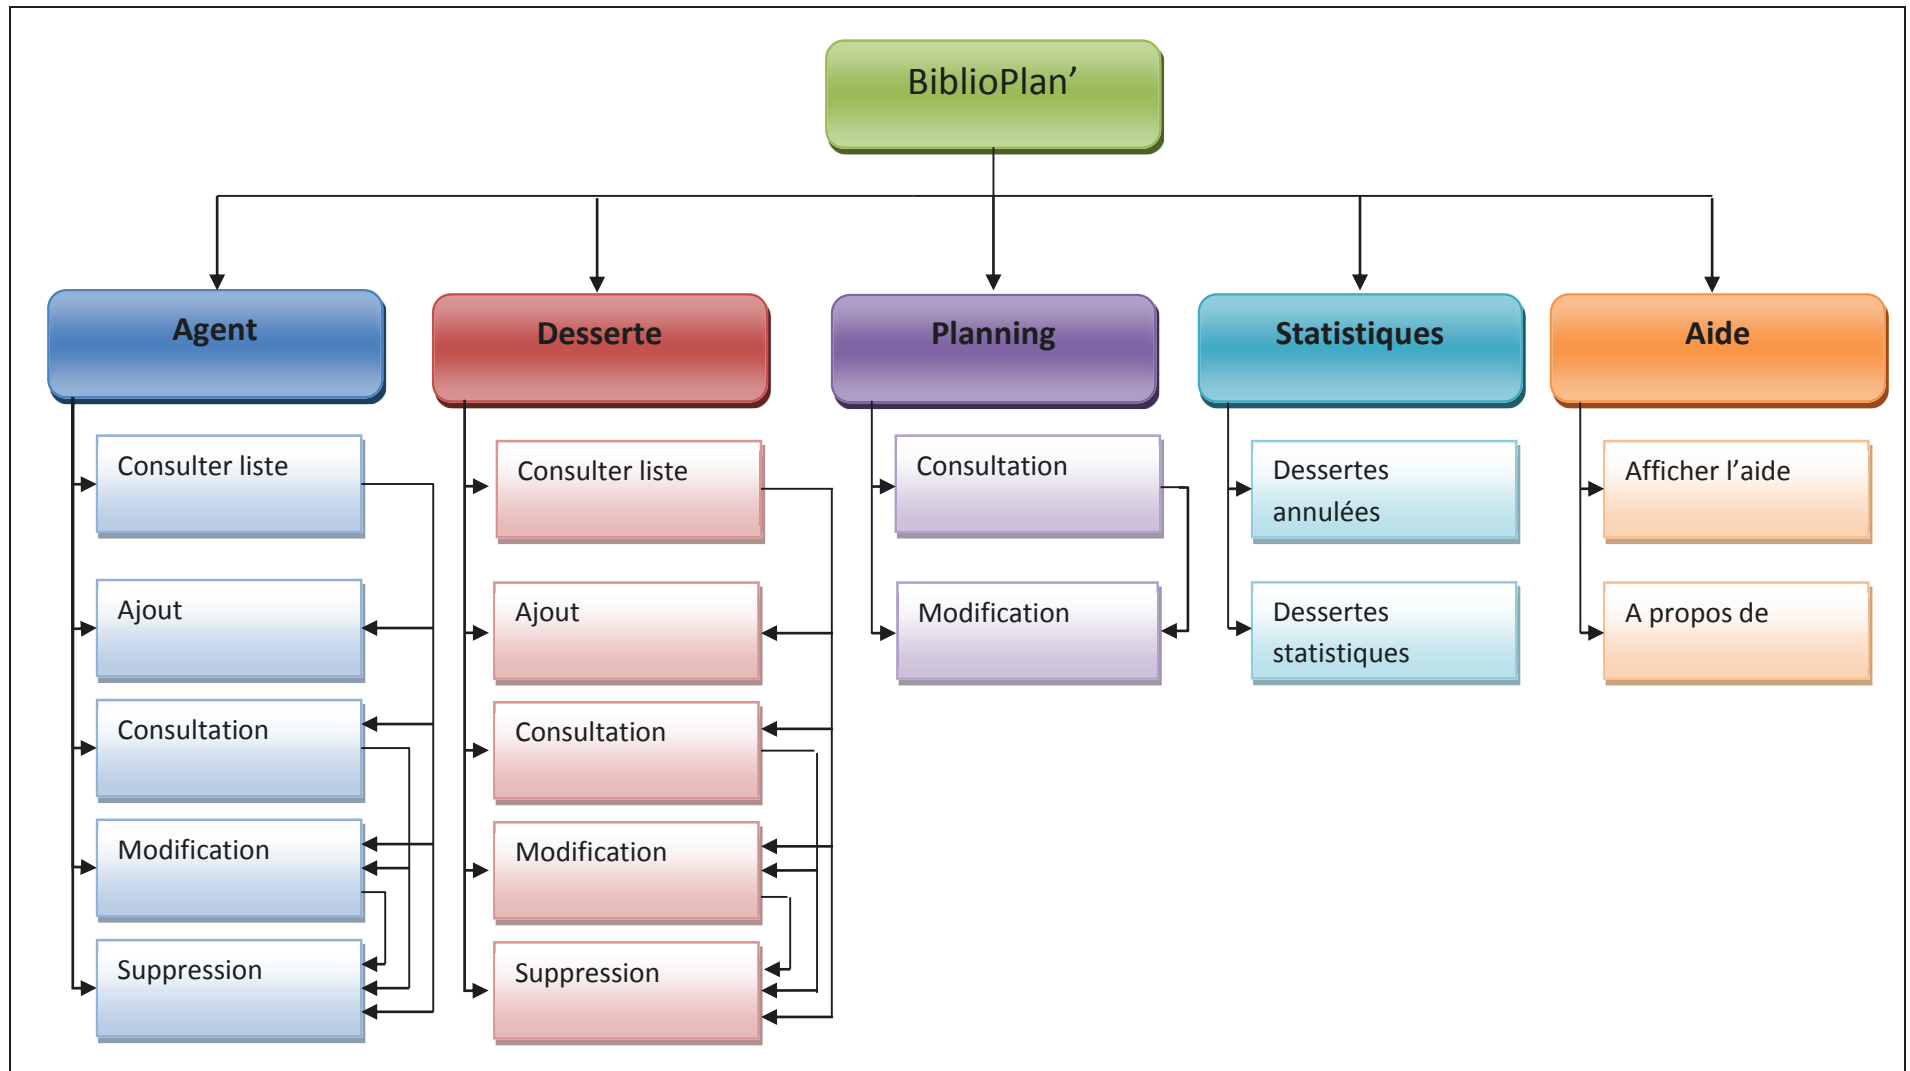 BiblioPlan’
Agent
Desserte
Planning
Statistiques
Aide
Consulter liste
Ajout
Consultation
Modification
Suppression
Consulter liste
Ajout
Consultation
Modification
Suppression
Consultation
Modification
Dessertes
annulées
Dessertes
statistiques
Afficher l’aide
A propos de